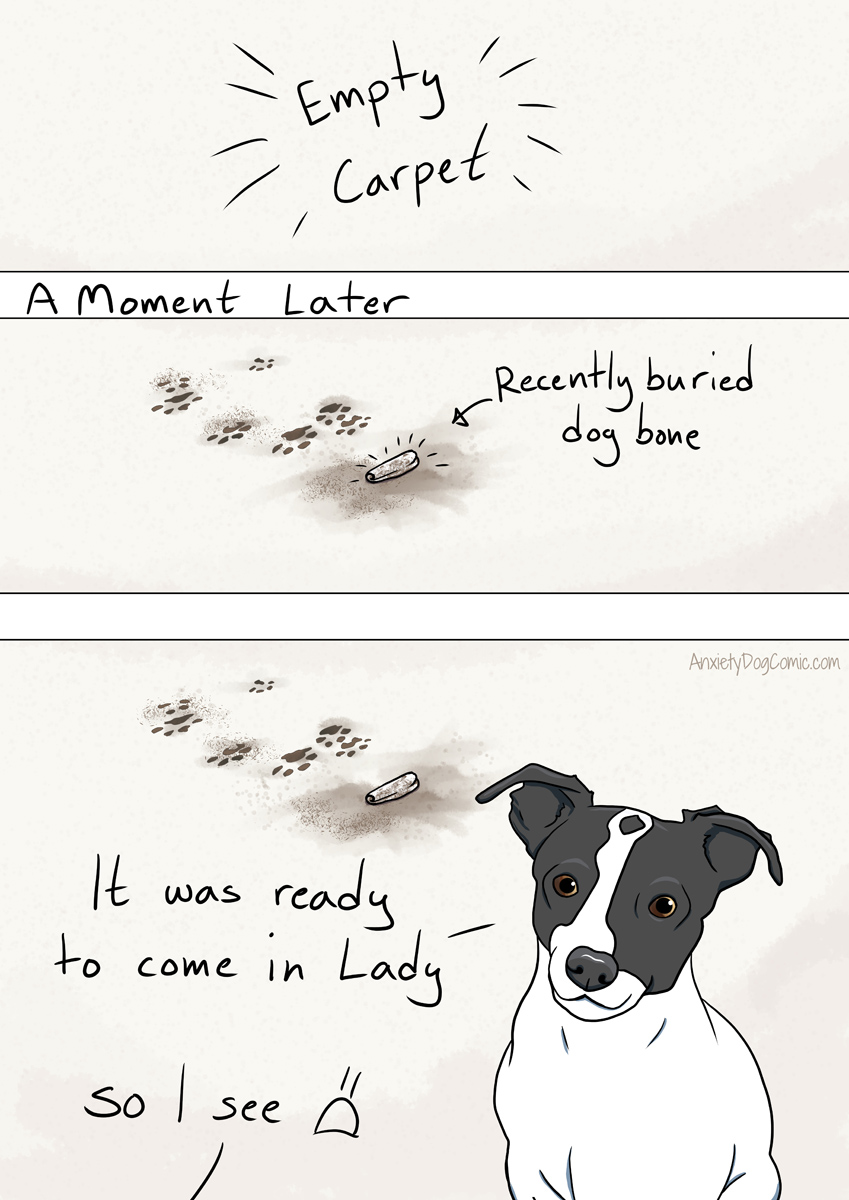 Empty
Carpet
A Moment Later
Recently buried
dog bone
AnxietyDogComic.com
It was ready
to come in Lady
so I see